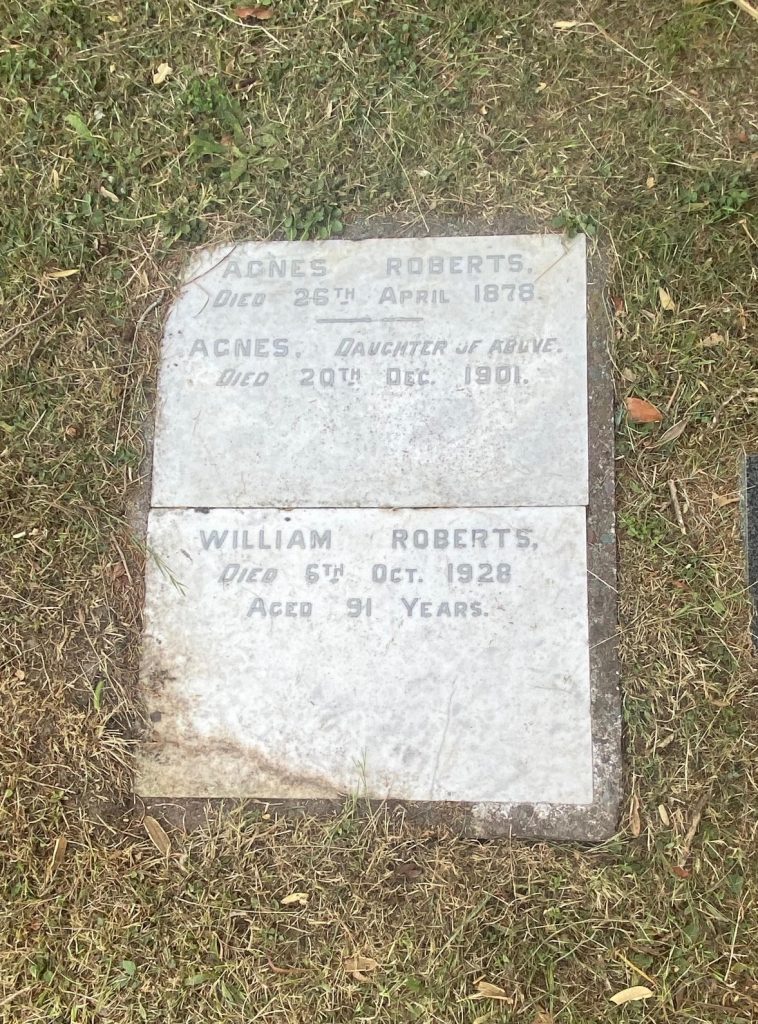 AGNES ROBERTS,
DIED 26TH APRIL 1878.
AGNES, DAUGHTER OF ABOVE.
DIED 20TH DEC. 1901.
WILLIAM ROBERTS,
DIED 6TH OCT. 1928
AGED 91 YEARS.